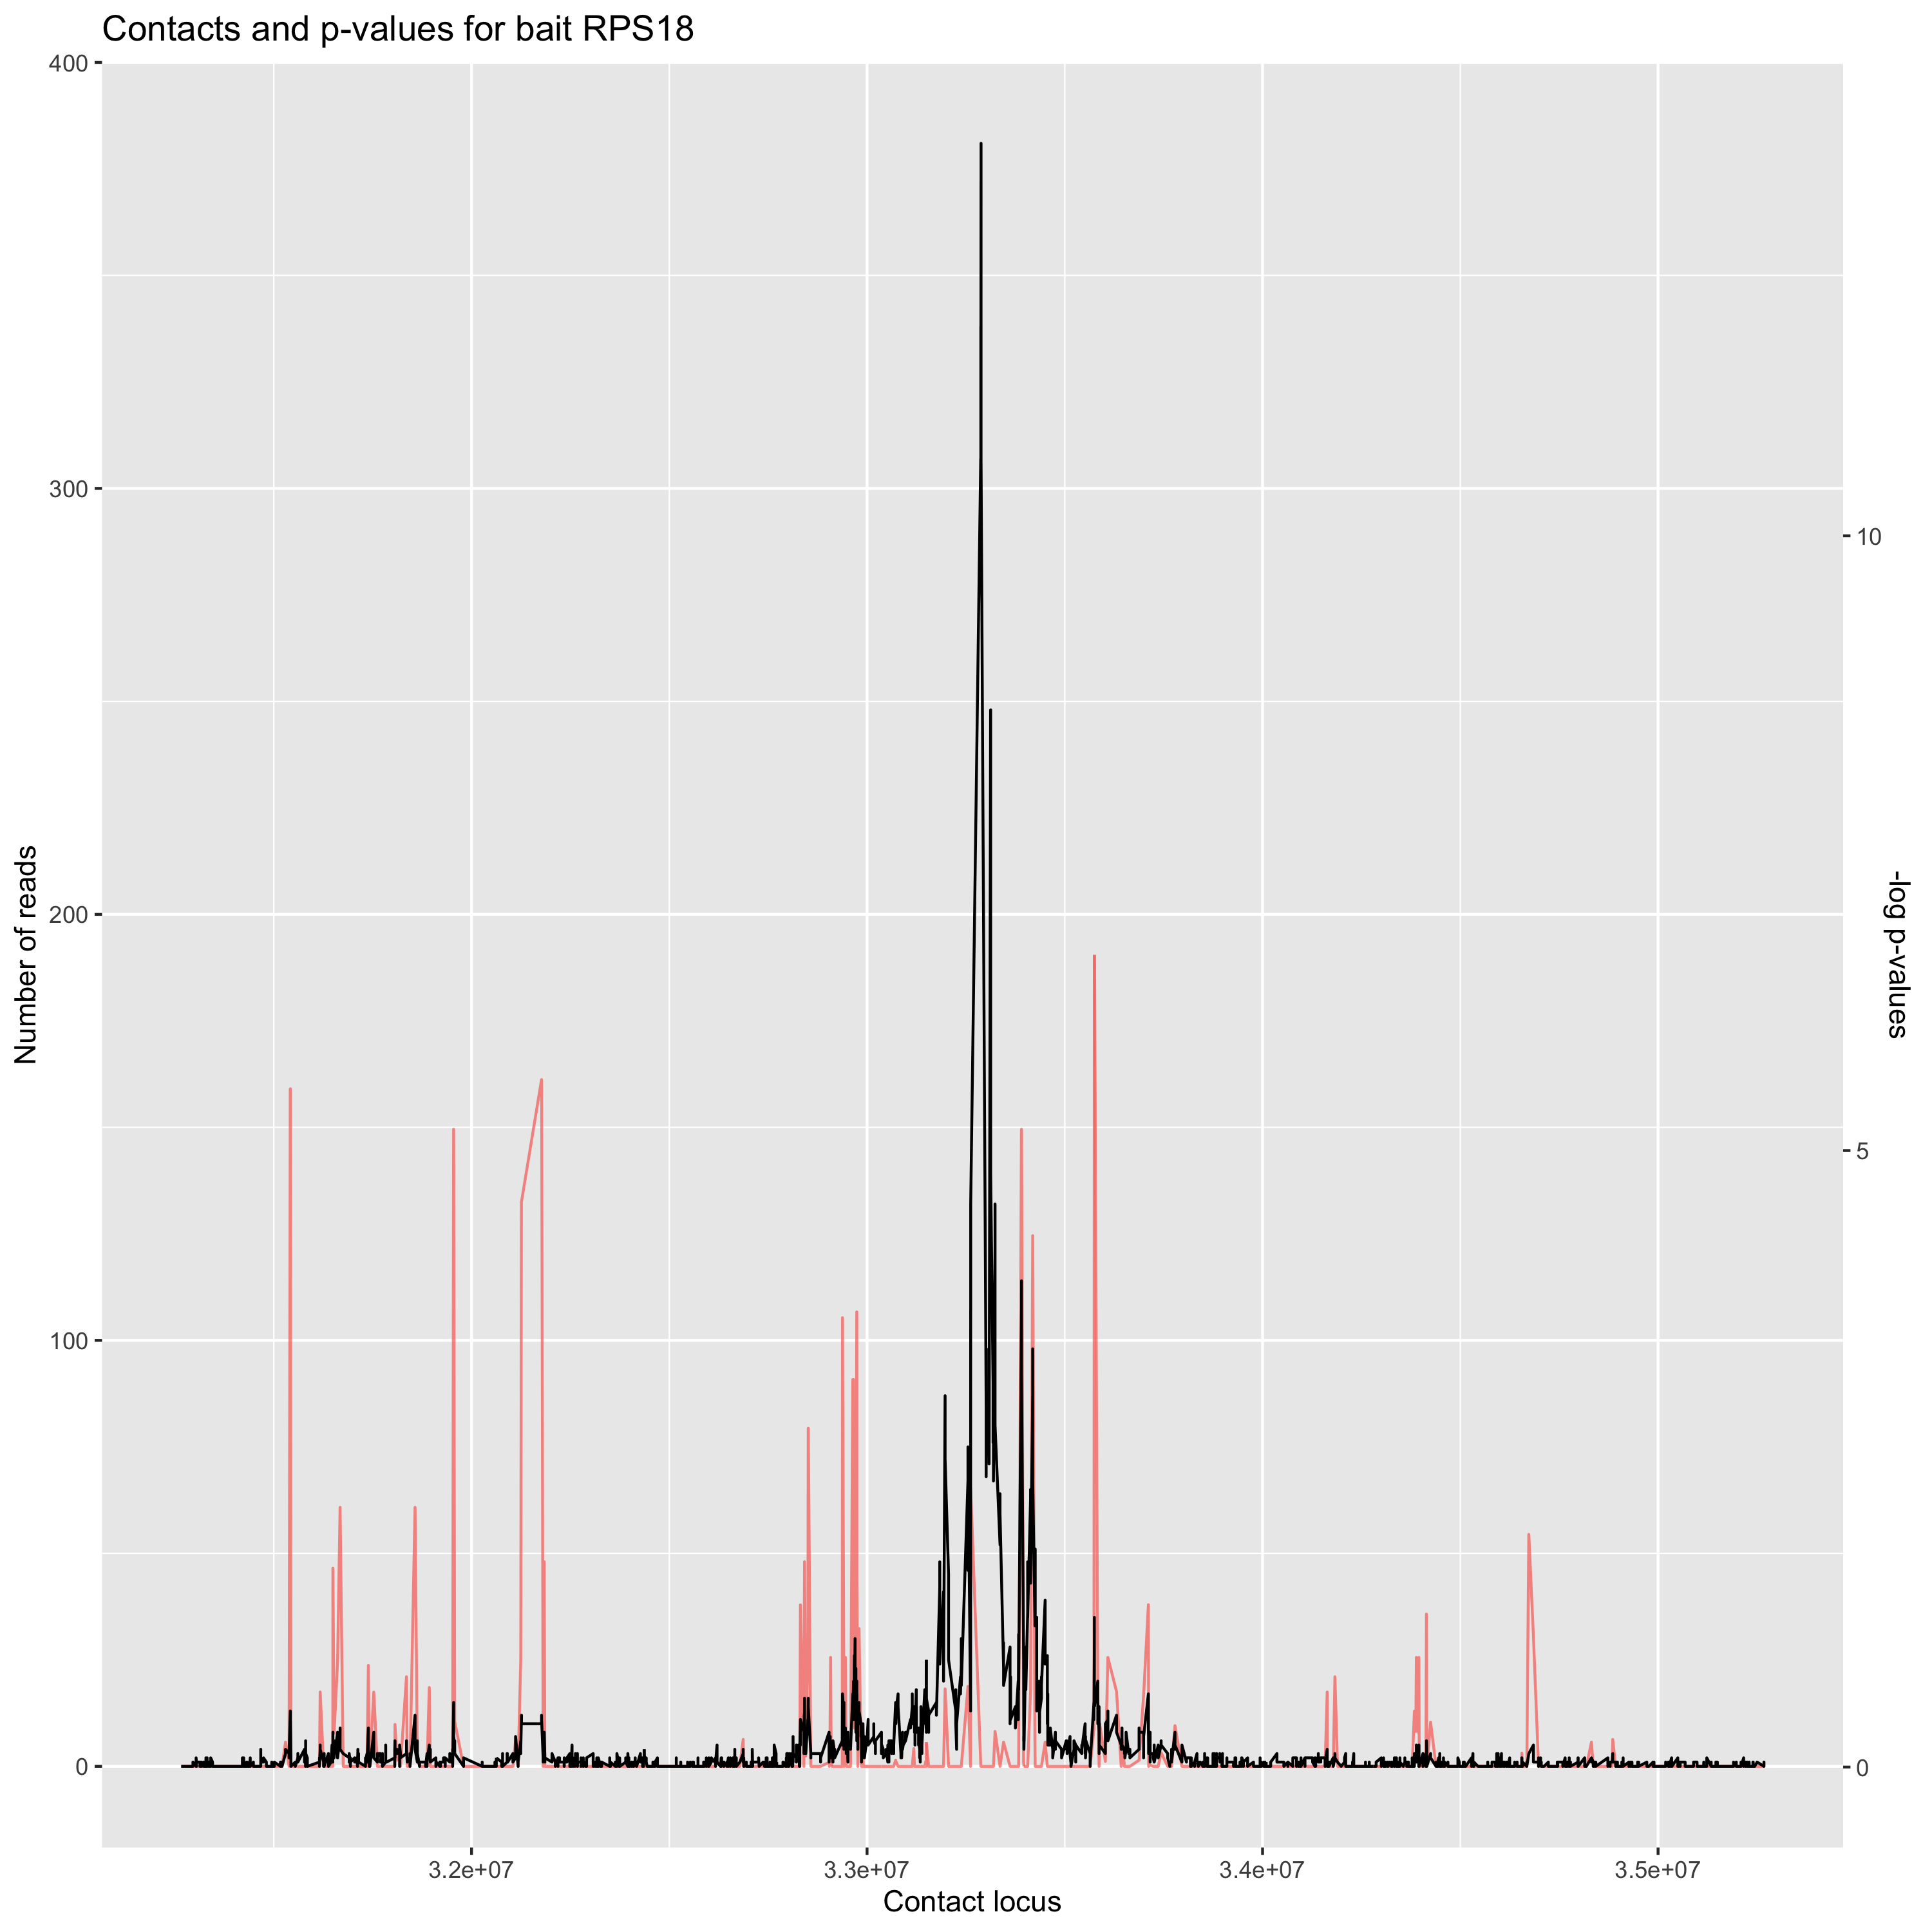 Contacts and p-values for bait RPS18
400
300
200
100
0
Number of reads
10
5
0
-log p-values
3.2e+07
3.3e+07
3.4e+07
3.5e+07
Contact locus